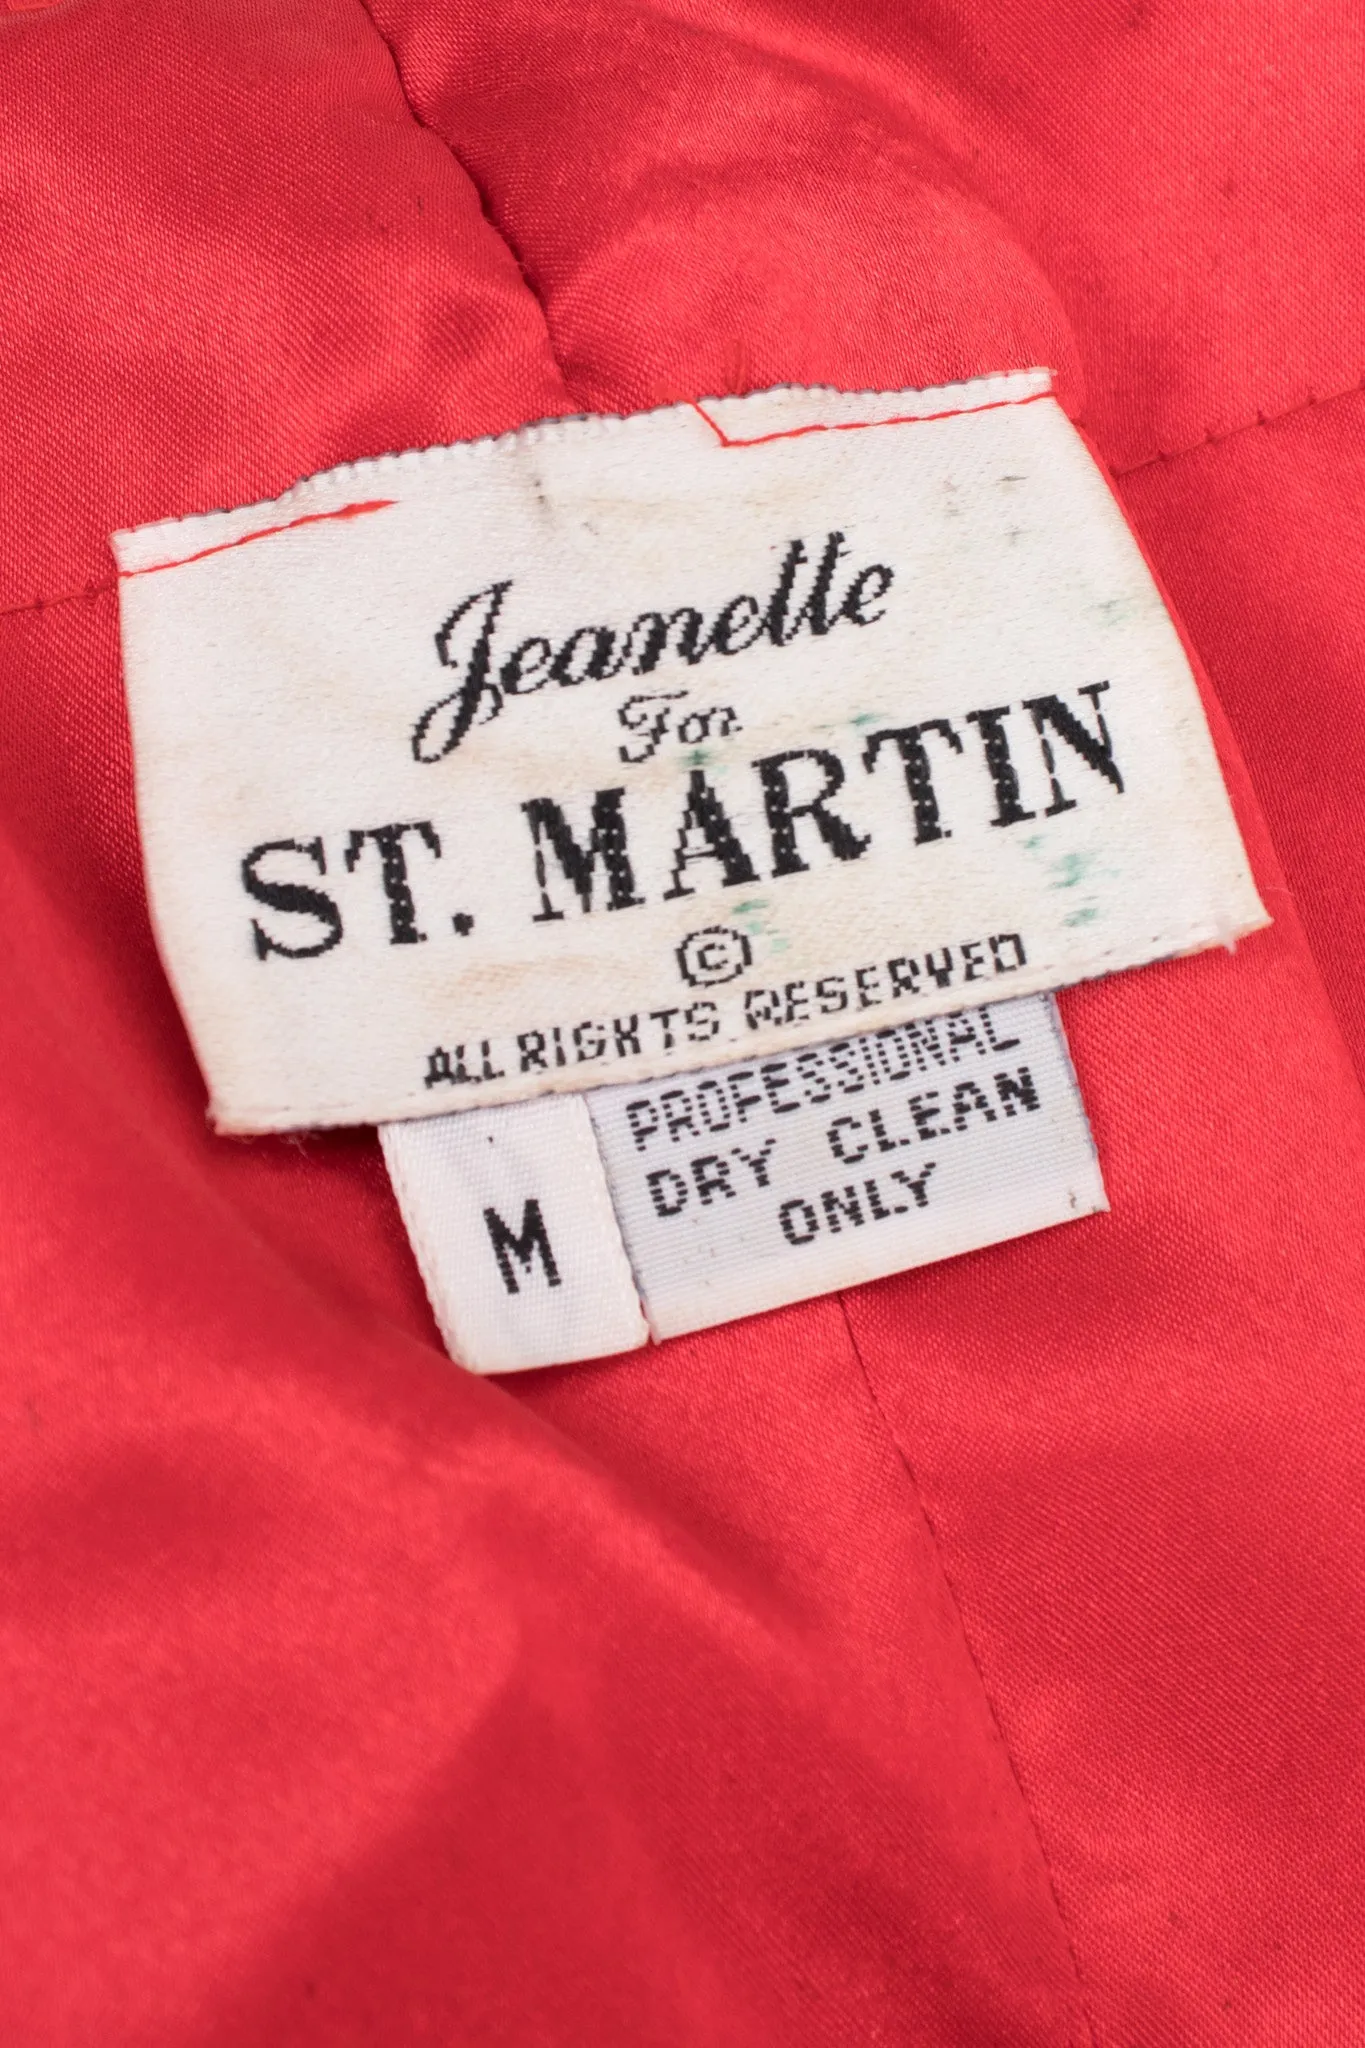 Jeanette
For
ST. MARTIN
©
ALL RIGHTS RESERVED
M
PROFESSIONAL
DRY CLEAN
ONLY